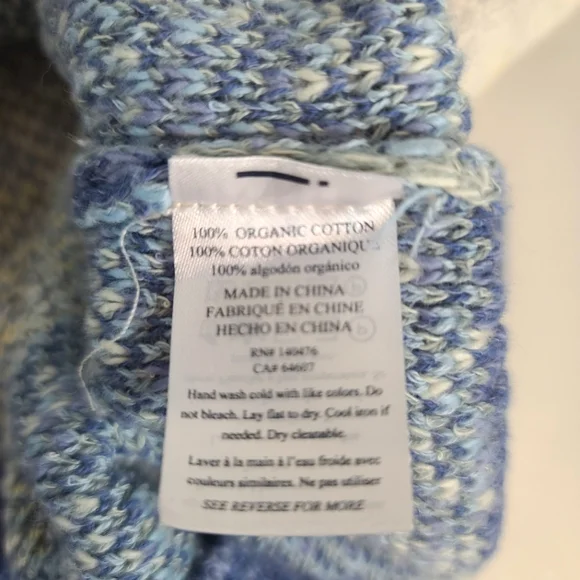 100% ORGANIC COTTON
100% COTON ORGANIQU
100% algodón orgánico
MADE IN CHINA
FABRIQUÉ EN CHINE
HECHO EN CHINA
RN# 140476
CA# 64607
Hand wash cold with like colors. Do
not bleach. Lay flat to dry. Cool iron if
needed. Dry cleanable.
Laver à la main à l'eau froide avec
couleurs similaires. Ne pas utiliser
SEE REVERSE FOR MORE